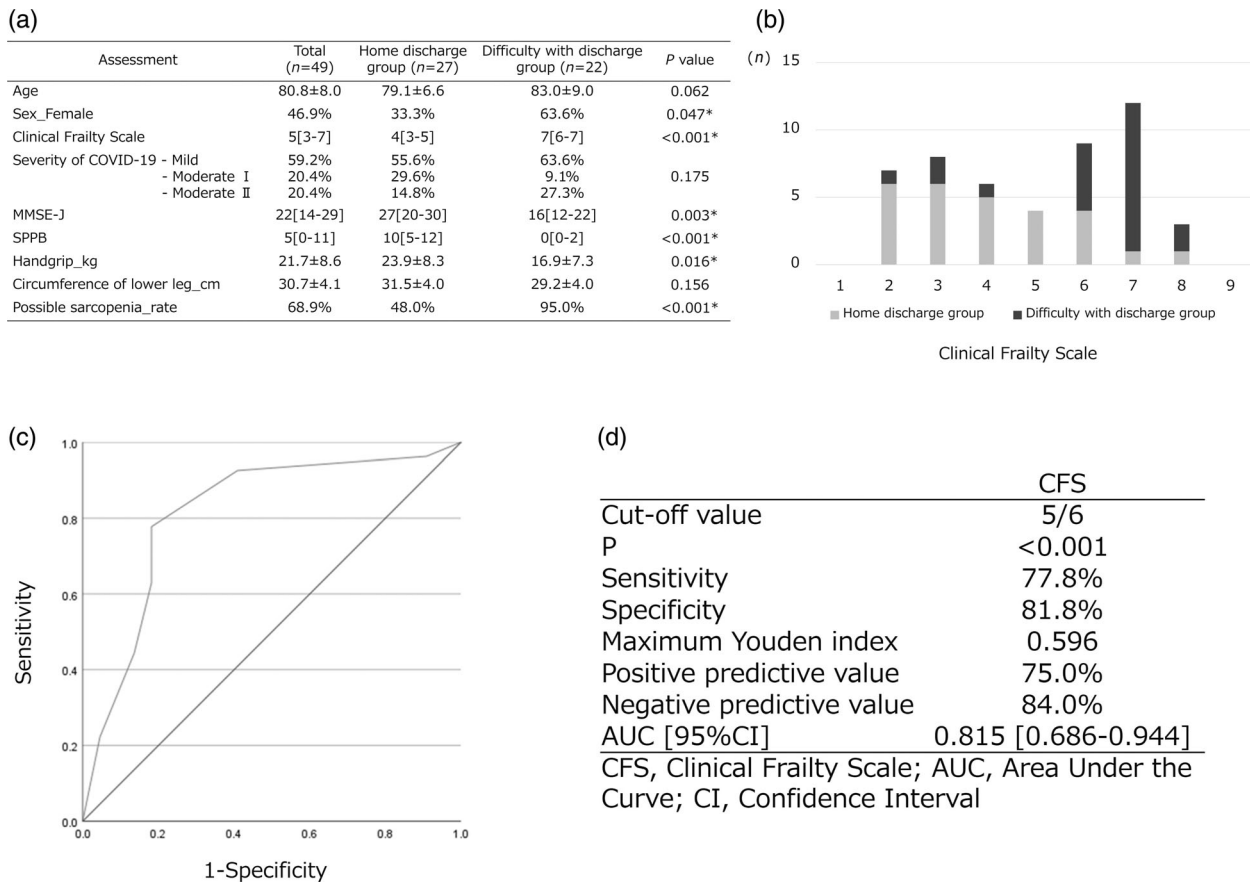 (a)
Assessment Total (n=49) Home discharge group (n=27) Difficulty with discharge group (n=22) P value
Age 80.8±8.0 79.1±6.6 83.0±9.0 0.062
Sex_Female 46.9% 33.3% 63.6% 0.047*
Clinical Frailty Scale 5[3-7] 4[3-5] 7[6-7] <0.001*
Severity of COVID-19 - Mild 59.2% 55.6% 63.6%
- Moderate Ⅰ 20.4% 29.6% 9.1% 0.175
- Moderate Ⅱ 20.4% 14.8% 27.3%
MMSE-J 22[14-29] 27[20-30] 16[12-22] 0.003*
SPPB 5[0-11] 10[5-12] 0[0-2] <0.001*
Handgrip_kg 21.7±8.6 23.9±8.3 16.9±7.3 0.016*
Circumference of lower leg_cm 30.7±4.1 31.5±4.0 29.2±4.0 0.156
Possible sarcopenia_rate 68.9% 48.0% 95.0% <0.001*
(b)
(n) 15
10
5
0
1 2 3 4 5 6 7 8 9
Home discharge group Difficulty with discharge group
Clinical Frailty Scale
(c)
Sensitivity
1.0
0.8
0.6
0.4
0.2
0.0
0.0 0.2 0.4 0.6 0.8 1.0
1-Specificity
(d)
CFS
Cut-off value 5/6
P <0.001
Sensitivity 77.8%
Specificity 81.8%
Maximum Youden index 0.596
Positive predictive value 75.0%
Negative predictive value 84.0%
AUC [95%CI] 0.815 [0.686-0.944]
CFS, Clinical Frailty Scale; AUC, Area Under the
Curve; CI, Confidence Interval